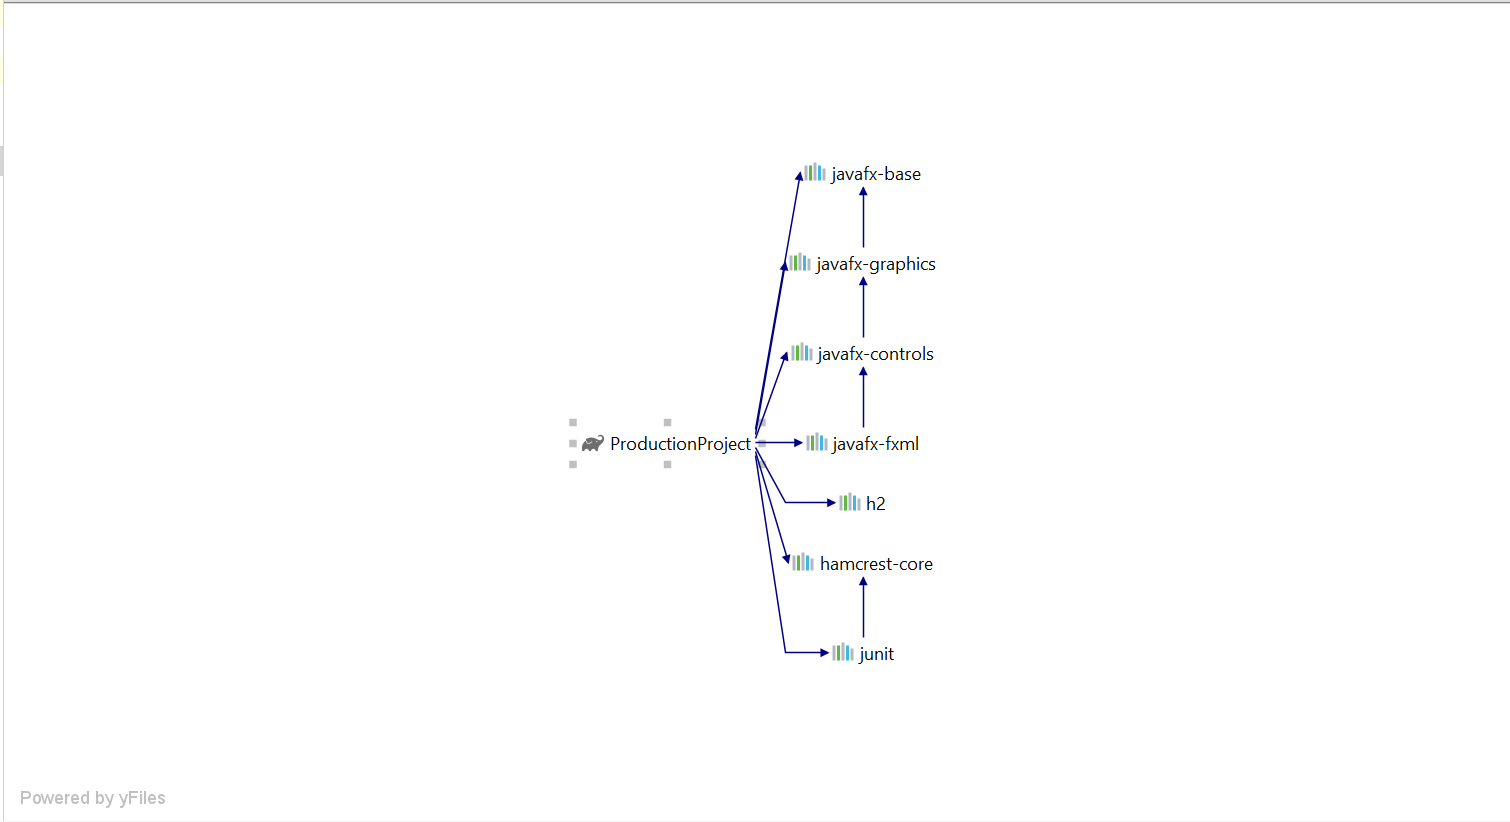 javafx-base
javafx-graphics
javafx-controls
ProductionProject
javafx-fxml
h2
hamcrest-core
junit
Powered by yFiles